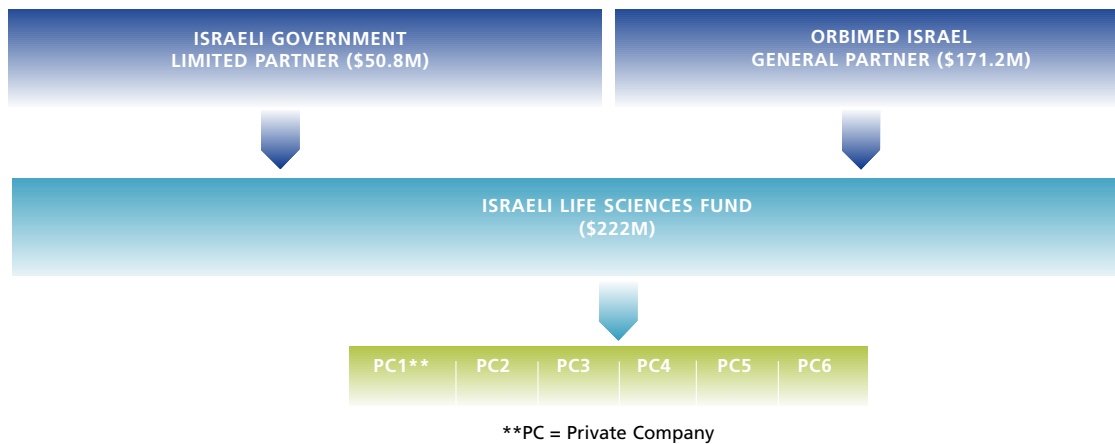 ISRAELI GOVERNMENT
LIMITED PARTNER ($50.8M)
ORBIMED ISRAEL
GENERAL PARTNER ($171.2M)
ISRAELI LIFE SCIENCES FUND
($222M)
PC1** PC2 PC3 PC4 PC5 PC6
**PC = Private Company